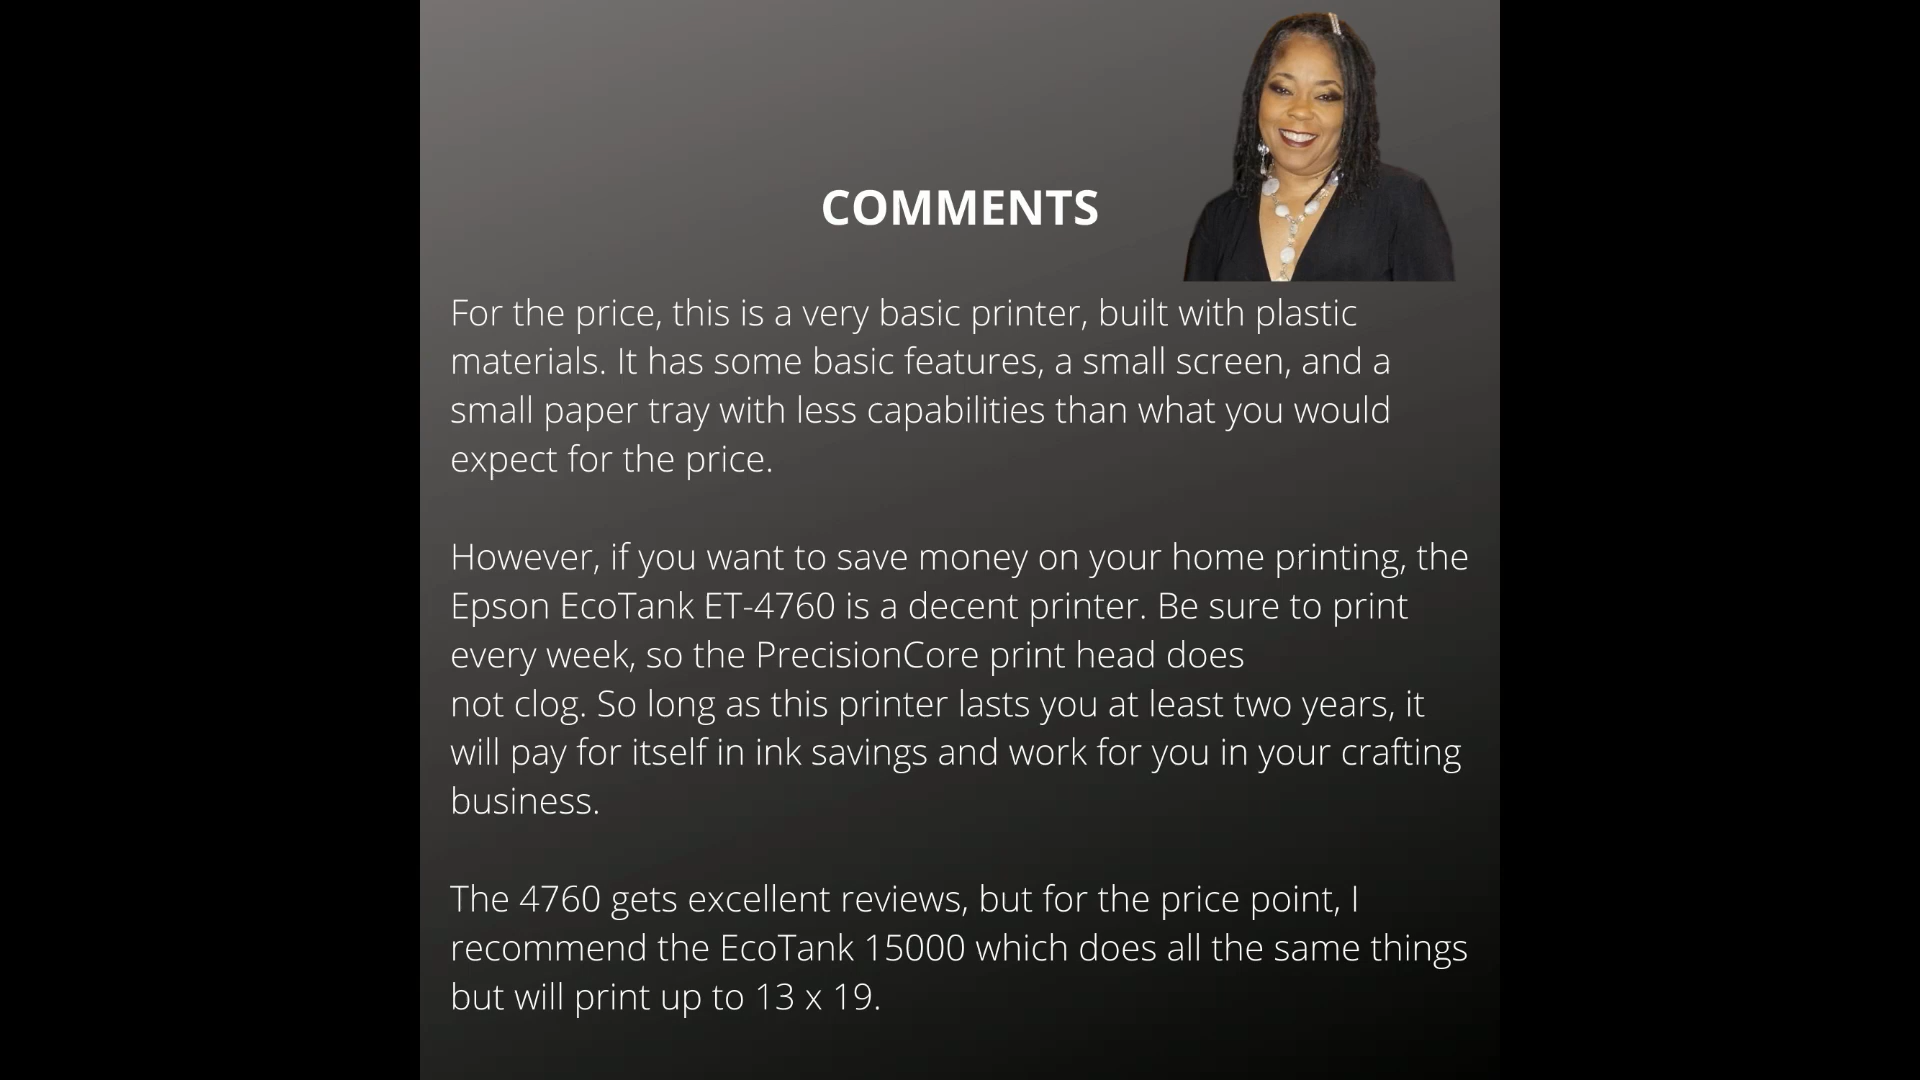 COMMENTS
For the price, this is a very basic printer, built with plastic
materials. It has some basic features, a small screen, and a
small paper tray with less capabilities than what you would
expect for the price.
However, if you want to save money on your home printing, the
Epson EcoTank ET-4760 is a decent printer. Be sure to print
every week, so the PrecisionCore print head does
not clog. So long as this printer lasts you at least two years, it
will pay for itself in ink savings and work for you in your crafting
business.
The 4760 gets excellent reviews, but for the price point, I
recommend the EcoTank 15000 which does all the same things
but will print up to 13 x 19.